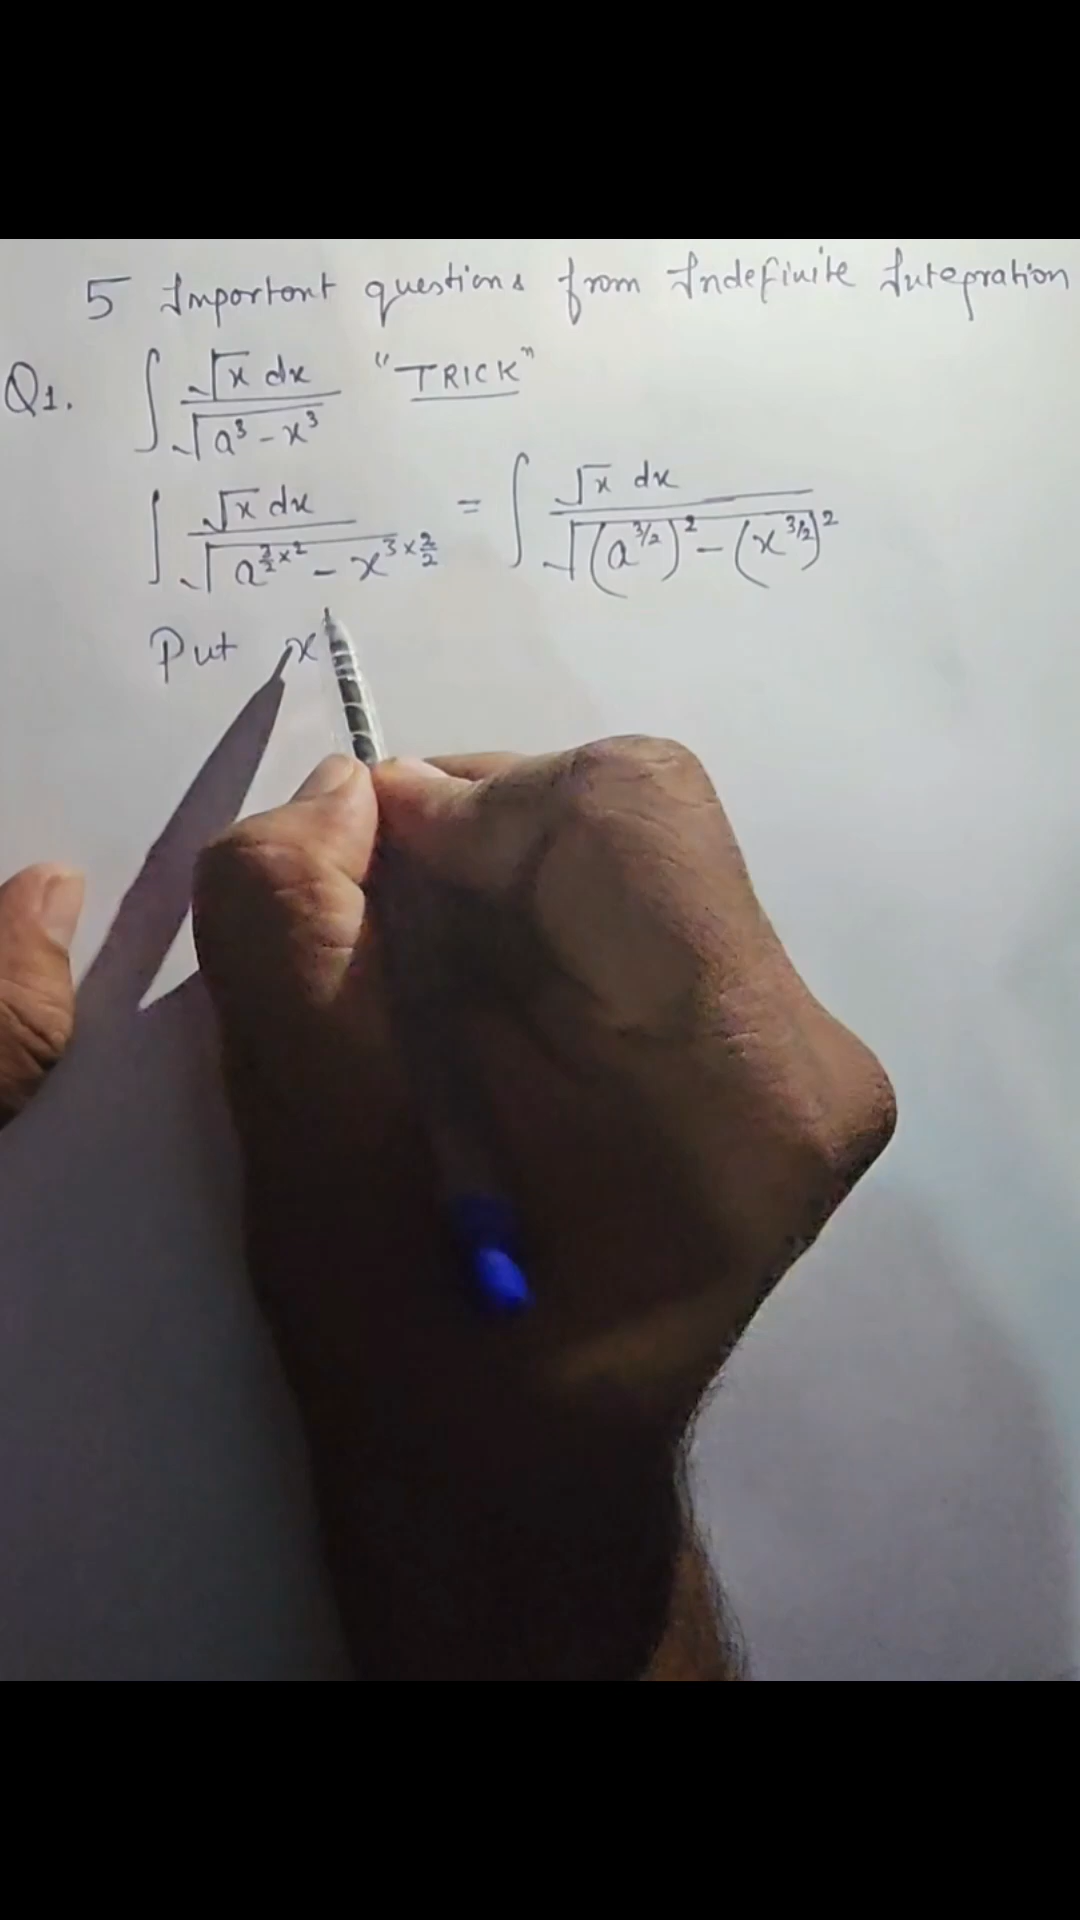 5 Important questions from Indefinite Integration
Q1. ∫ √x dx / √(a³ - x³) "TRICK"
∫ √x dx / √(a^(3/2 × 2) - x^(3 × 2/2)) = ∫ √x dx / √((a^(3/2))² - (x^(3/2))²)
Put x